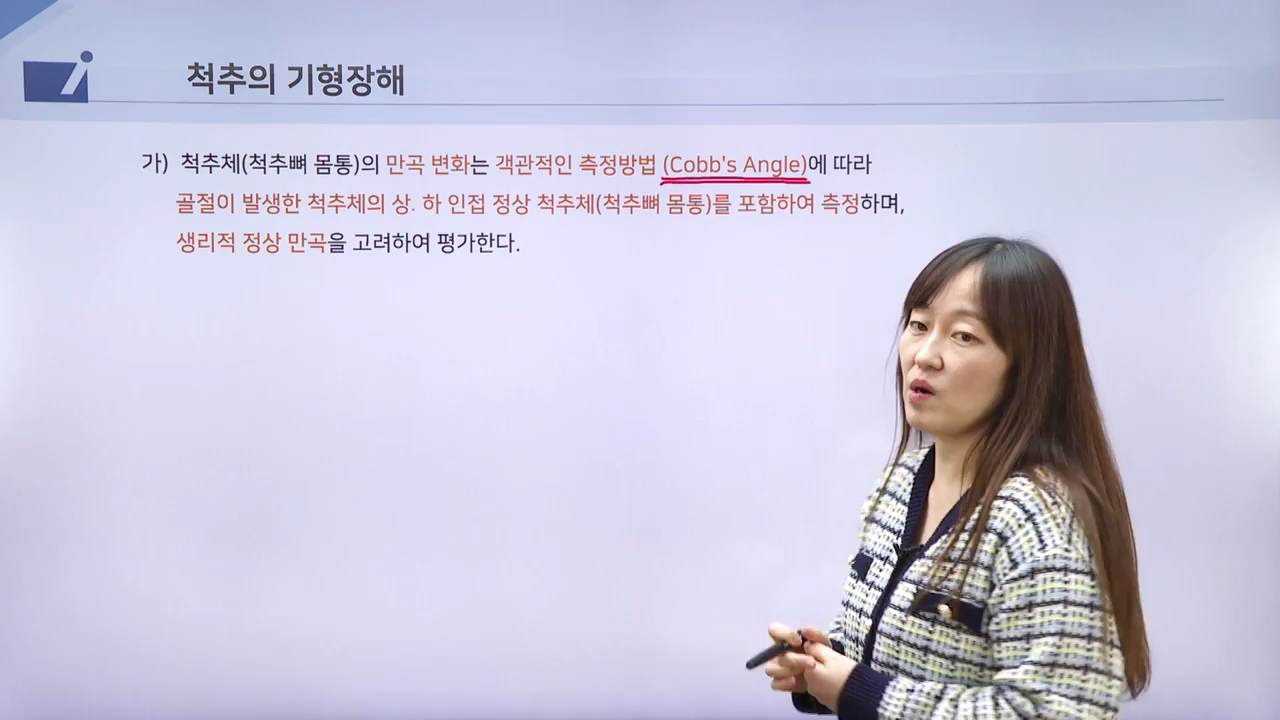 척추의 기형장해
가) 척추체(척추뼈 몸통)의 만곡 변화는 객관적인 측정방법 (Cobb's Angle)에 따라
골절이 발생한 척추체의 상. 하 인접 정상 척추체(척추뼈 몸통)를 포함하여 측정하며,
생리적 정상 만곡을 고려하여 평가한다.